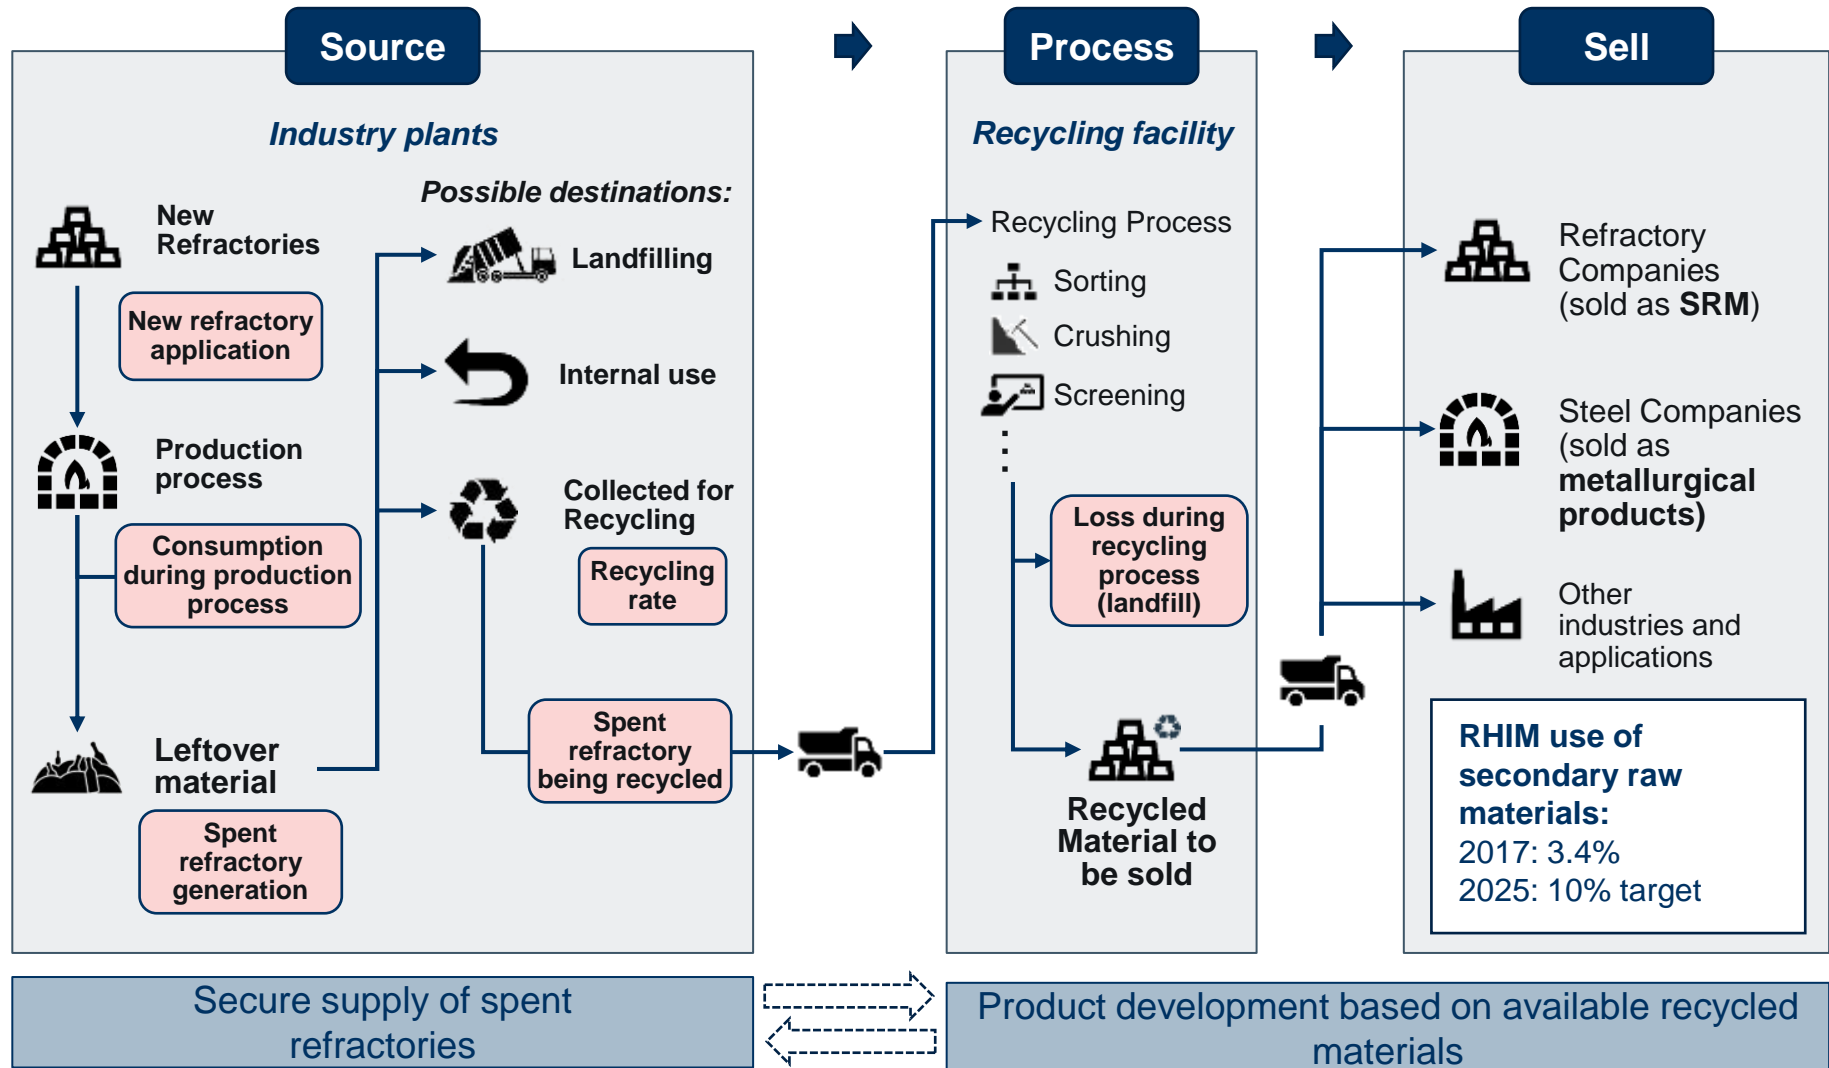 Source
Industry plants
Possible destinations:
New
Refractories
New refractory
application
Production
process
Consumption
during production
process
Leftover
material
Spent
refractory
generation
Landfilling
Internal use
Collected for
Recycling
Recycling
rate
Spent
refractory
being recycled
Process
Recycling facility
Recycling Process
Sorting
Crushing
Screening
Loss during
recycling
process
(landfill)
Recycled
Material to
be sold
Sell
Refractory
Companies
(sold as SRM)
Steel Companies
(sold as
metallurgical
products)
Other
industries and
applications
RHIM use of
secondary raw
materials:
2017: 3.4%
2025: 10% target
Secure supply of spent
refractories
Product development based on available recycled
materials